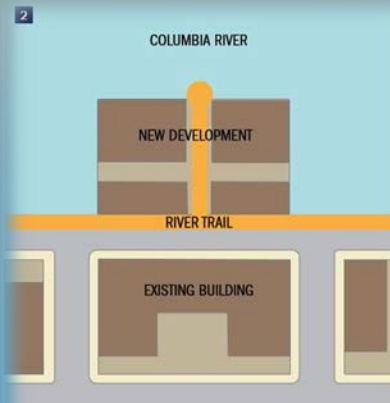 2
COLUMBIA RIVER
NEW DEVELOPMENT
RIVER TRAIL
EXISTING BUILDING